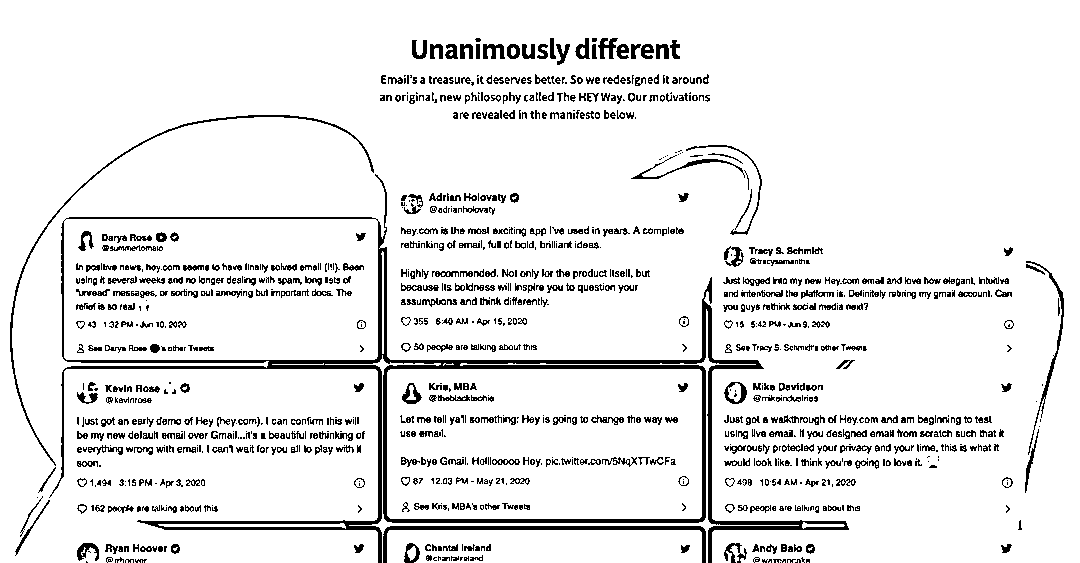 Unanimously different
Email's a treasure, it deserves better. So we redesigned it around
an original, new philosophy called The HEY Way. Our motivations
are revealed in the manifesto below.
Darya Rose
@summertomato
In positive news, hey.com seems to have finally solved email (!!!). Been
using it several weeks and no longer dealing with spam, long lists of
"unread" messages, or sorting out annoying but important docs. The
relief is so real
43 1:32 PM - Jun 10, 2020
See Darya Rose 's other Tweets
Adrian Holovaty
@adrianholovaty
hey.com is the most exciting app I've used in years. A complete
rethinking of email, full of bold, brilliant ideas.
Highly recommended. Not only for the product itself, but
because its boldness will inspire you to question your
assumptions and think differently.
355 6:40 AM - Apr 15, 2020
50 people are talking about this
Tracy S. Schmidt
@tracysamantha
Just logged into my new Hey.com email and love how elegant, intuitive
and intentional the platform is. Definitely retiring my gmail account. Can
you guys rethink social media next?
15 5:42 PM - Jun 9, 2020
See Tracy S. Schmidt's other Tweets
Kevin Rose
@kevinrose
I just got an early demo of Hey (hey.com). I can confirm this will
be my new default email over Gmail...it's a beautiful rethinking of
everything wrong with email. I can't wait for you all to play with it
soon.
1,494 3:15 PM - Apr 3, 2020
162 people are talking about this
Kris, MBA
@theblacktechie
Let me tell ya'll something: Hey is going to change the way we
use email.
Bye-bye Gmail. Hellloooo Hey. pic.twitter.com/5NqXTTwCFa
87 12:03 PM - May 21, 2020
See Kris, MBA's other Tweets
Mike Davidson
@mikeindustries
Just got a walkthrough of Hey.com and am beginning to test
using live email. If you designed email from scratch such that it
vigorously protected your privacy and your time, this is what it
would look like. I think you're going to love it.
498 10:54 AM - Apr 21, 2020
50 people are talking about this
Ryan Hoover
@rrhoover
Chantal Ireland
@chantalireland
Andy Baio
@waxpancake